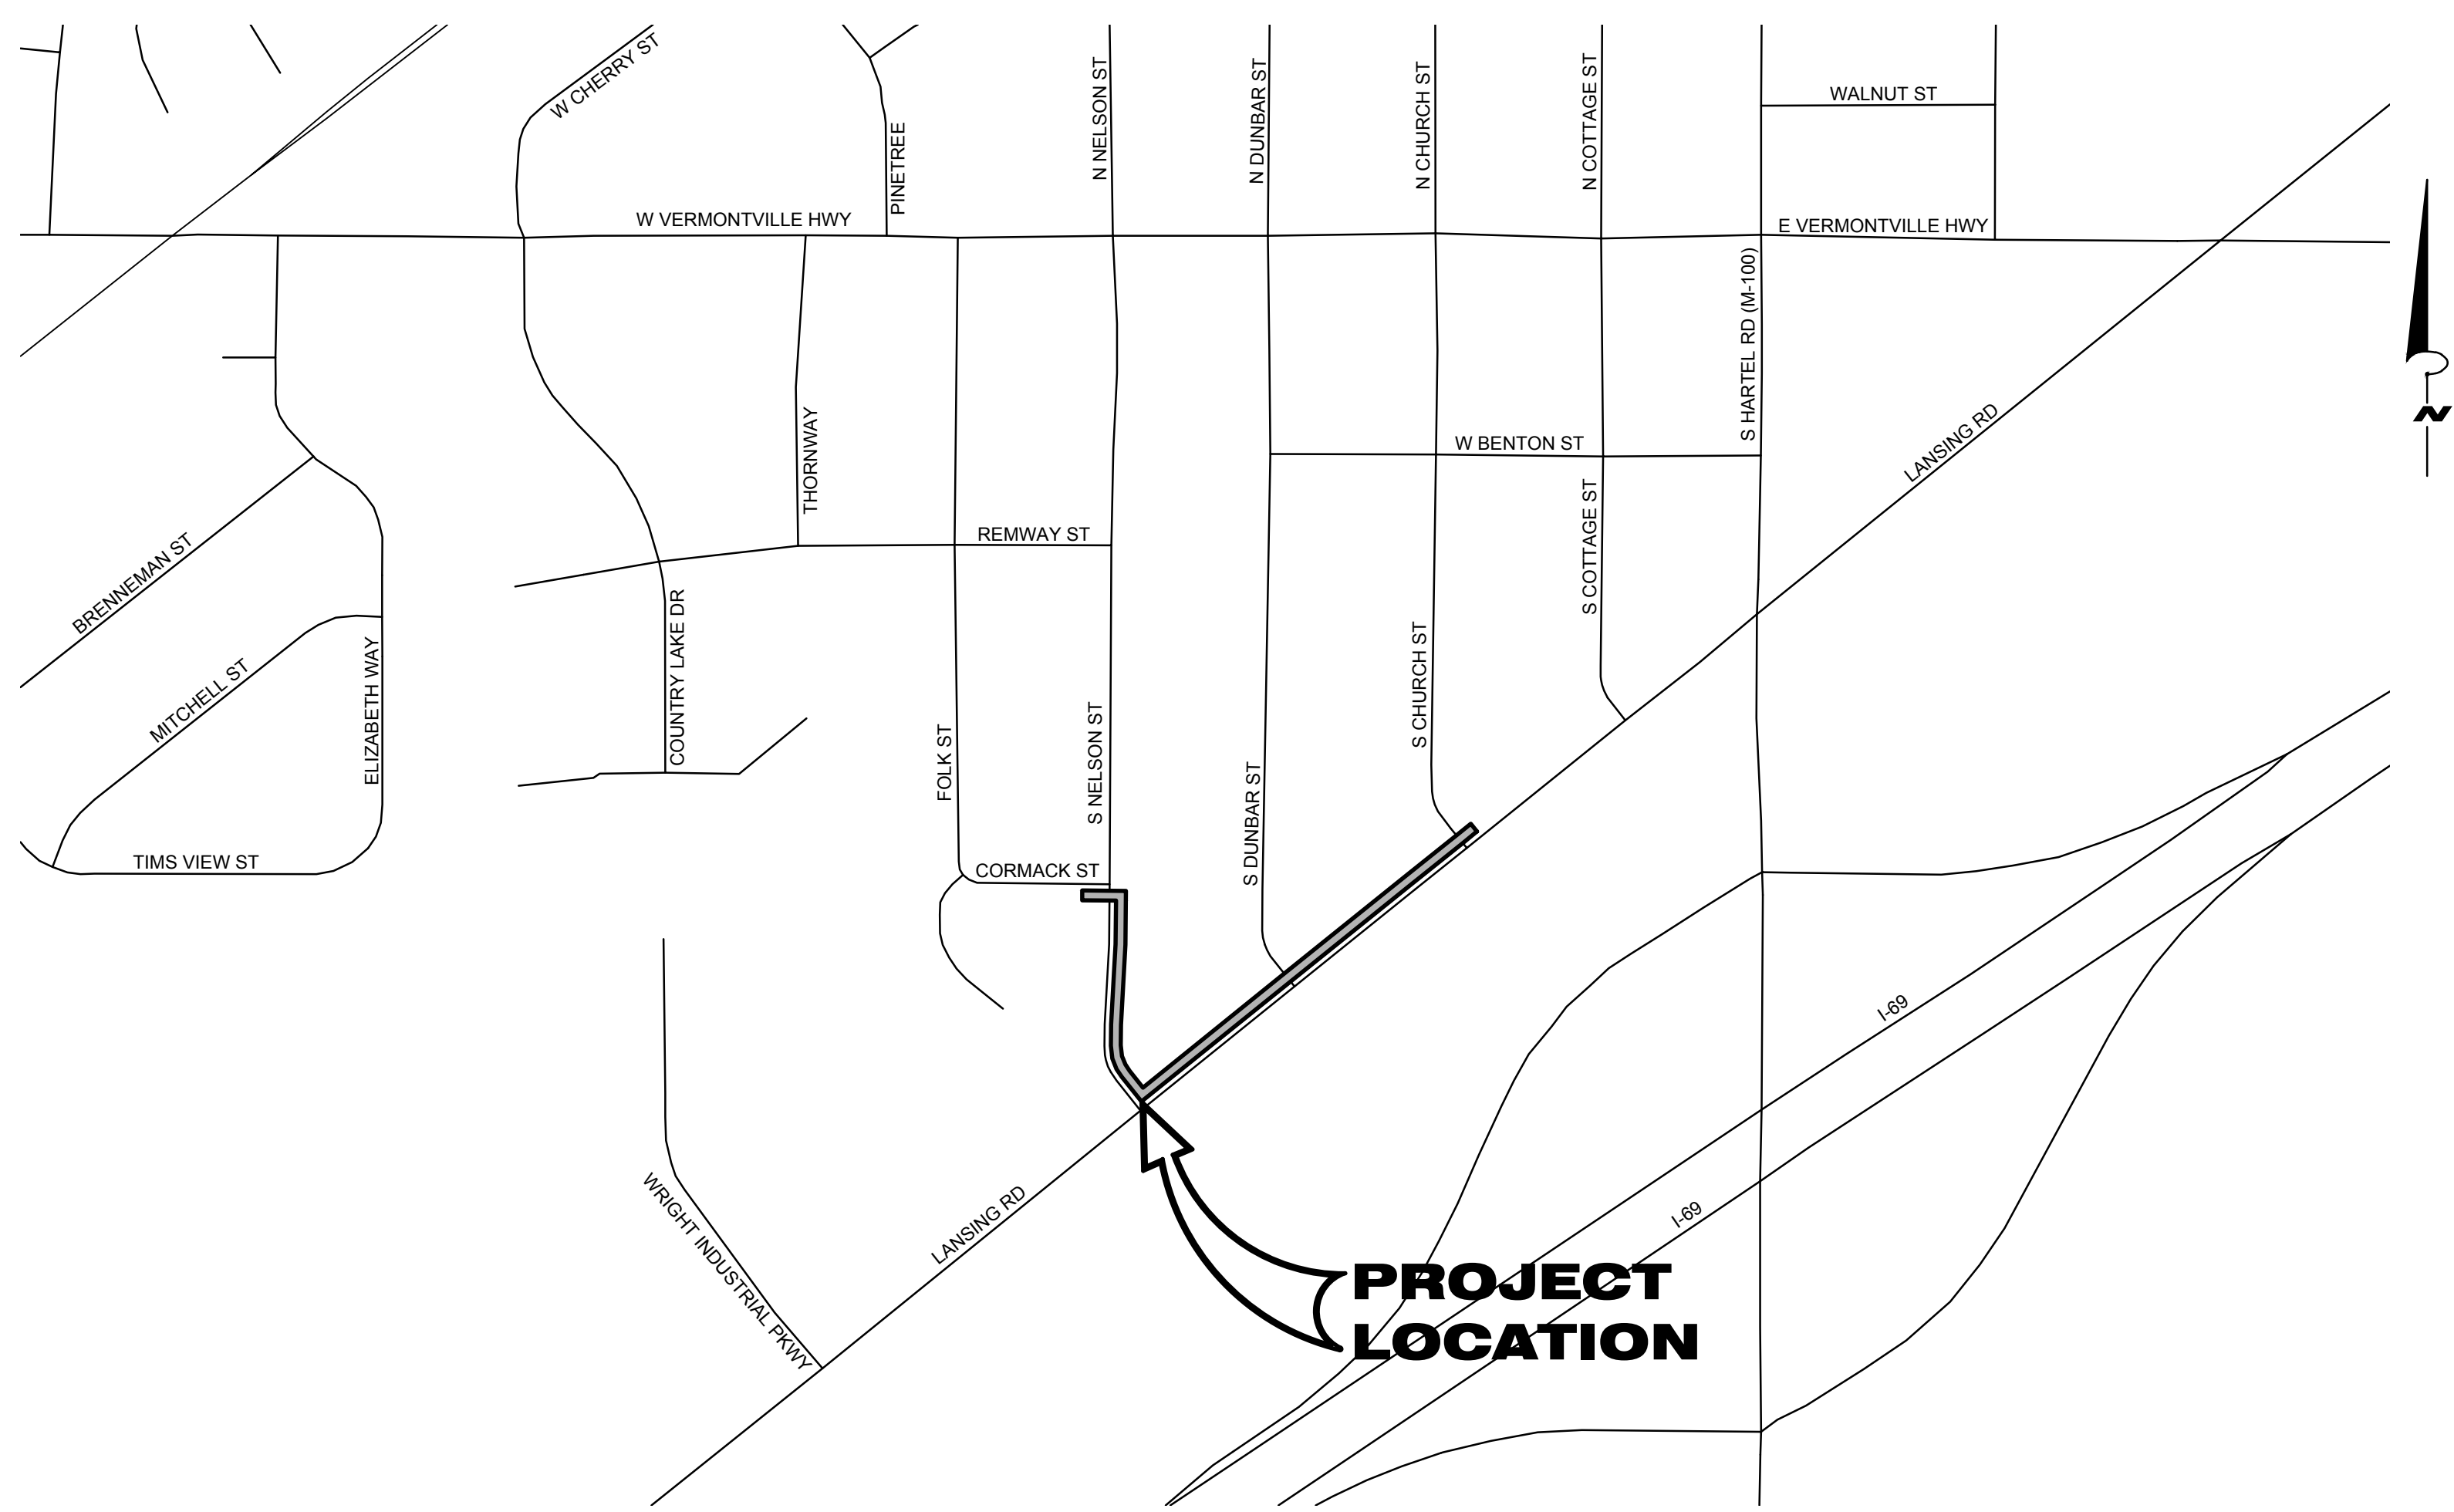 W CHERRY ST
N NELSON ST
N DUNBAR ST
N CHURCH ST
N COTTAGE ST
WALNUT ST
PINETREE
W VERMONTVILLE HWY
E VERMONTVILLE HWY
S HARTEL RD (M-100)
THORNWAY
W BENTON ST
LANSING RD
N
REMWAY ST
S COTTAGE ST
BRENNEMAN ST
MITCHELL ST
ELIZABETH WAY
COUNTRY LAKE DR
FOLK ST
S NELSON ST
S DUNBAR ST
S CHURCH ST
TIMS VIEW ST
CORMACK ST
I-69
I-69
WRIGHT INDUSTRIAL PKWY
LANSING RD
PROJECT
LOCATION